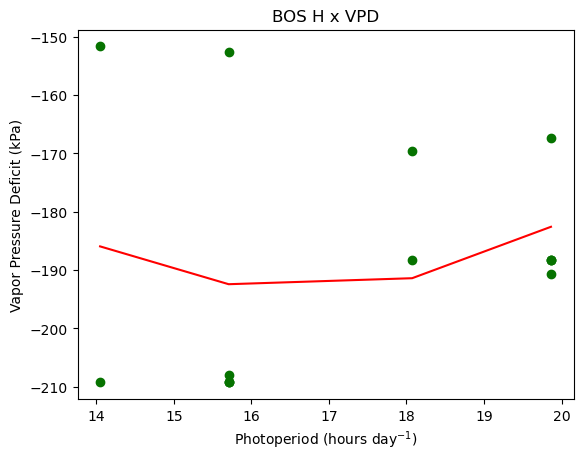 BOS H x VPD
Vapor Pressure Deficit (kPa)
−150
−160
−170
−180
−190
−200
−210
14 15 16 17 18 19 20
Photoperiod (hours day⁻¹)